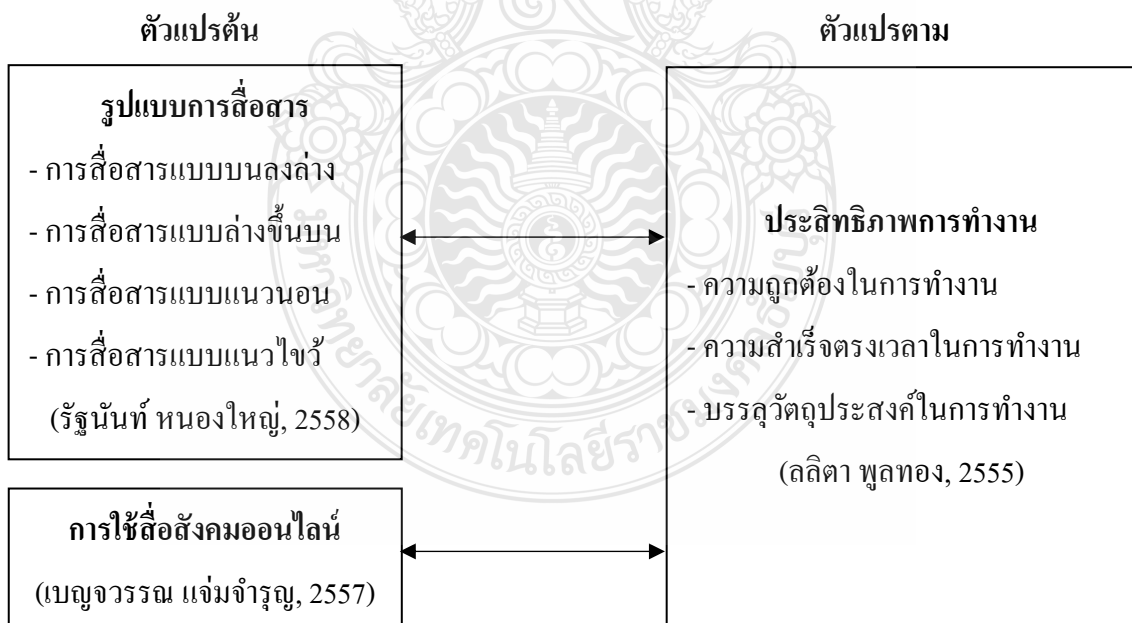 ตัวแปรต้น
ตัวแปรตาม
รูปแบบการสื่อสาร
- การสื่อสารแบบบนลงล่าง
- การสื่อสารแบบล่างขึ้นบน
- การสื่อสารแบบแนวนอน
- การสื่อสารแบบแนวไขว้
(รัฐนันท์ หนองใหญ่, 2558)
การใช้สื่อสังคมออนไลน์
(เบญจวรรณ แจ่มจำรุญ, 2557)
ประสิทธิภาพการทำงาน
- ความถูกต้องในการทำงาน
- ความสำเร็จตรงเวลาในการทำงาน
- บรรลุวัตถุประสงค์ในการทำงาน
(ลลิตา พูลทอง, 2555)